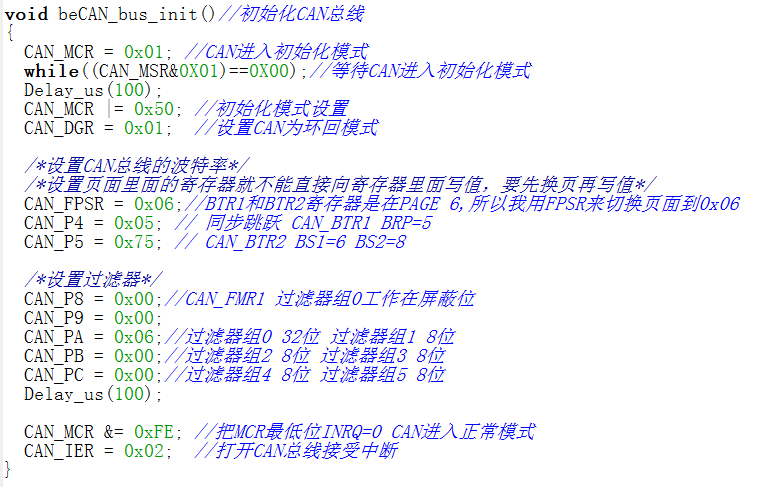 void beCAN_bus_init()//初始化CAN总线
{
CAN_MCR = 0x01; //CAN进入初始化模式
while((CAN_MSR&0X01)==0X00);//等待CAN进入初始化模式
Delay_us(100);
CAN_MCR |= 0x50; //初始化模式设置
CAN_DGR = 0x01; //设置CAN为环回模式
/*设置CAN总线的波特率*/
/*设置页面里面的寄存器就不能直接向寄存器里面写值，要先换页再写值*/
CAN_FPSR = 0x06;//BTR1和BTR2寄存器是在PAGE 6,所以我用FPSR来切换页面到0x06
CAN_P4 = 0x05; // 同步跳跃 CAN_BTR1 BRP=5
CAN_P5 = 0x75; // CAN_BTR2 BS1=6 BS2=8
/*设置过滤器*/
CAN_P8 = 0x00;//CAN_FMR1 过滤器组0工作在屏蔽位
CAN_P9 = 0x00;
CAN_PA = 0x06;//过滤器组0 32位 过滤器组1 8位
CAN_PB = 0x00;//过滤器组2 8位 过滤器组3 8位
CAN_PC = 0x00;//过滤器组4 8位 过滤器组5 8位
Delay_us(100);
CAN_MCR &= 0xFE; //把MCR最低位INRQ=0 CAN进入正常模式
CAN_IER = 0x02; //打开CAN总线接受中断
}